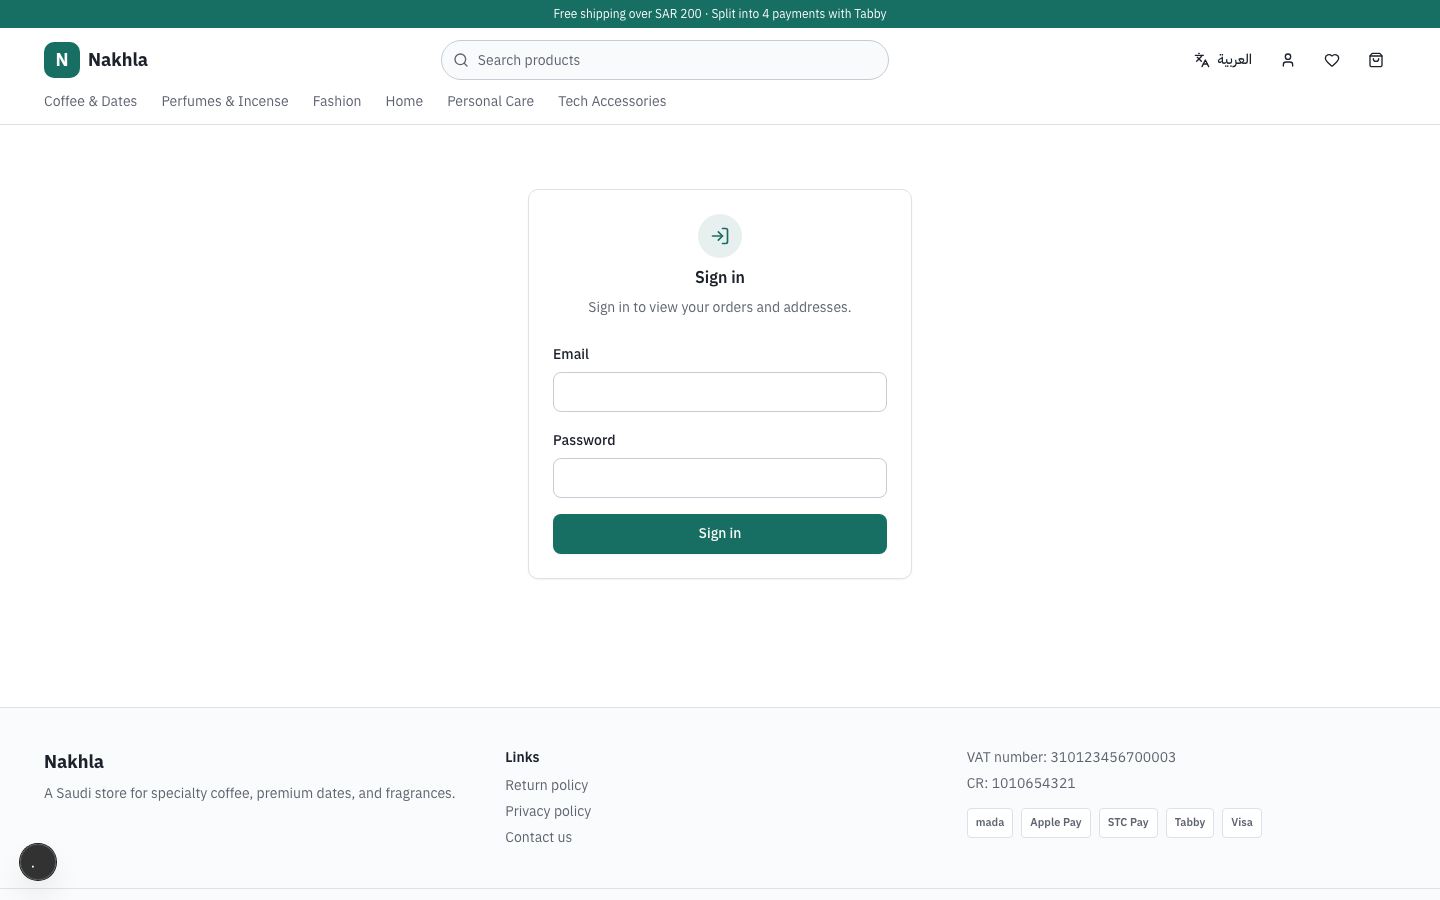 Free shipping over SAR 200 · Split into 4 payments with Tabby
N Nakhla
Search products
العربية
Coffee & Dates Perfumes & Incense Fashion Home Personal Care Tech Accessories
Sign in
Sign in to view your orders and addresses.
Email
Password
Sign in
Nakhla
A Saudi store for specialty coffee, premium dates, and fragrances.
Links
Return policy
Privacy policy
Contact us
VAT number: 310123456700003
CR: 1010654321
mada Apple Pay STC Pay Tabby Visa